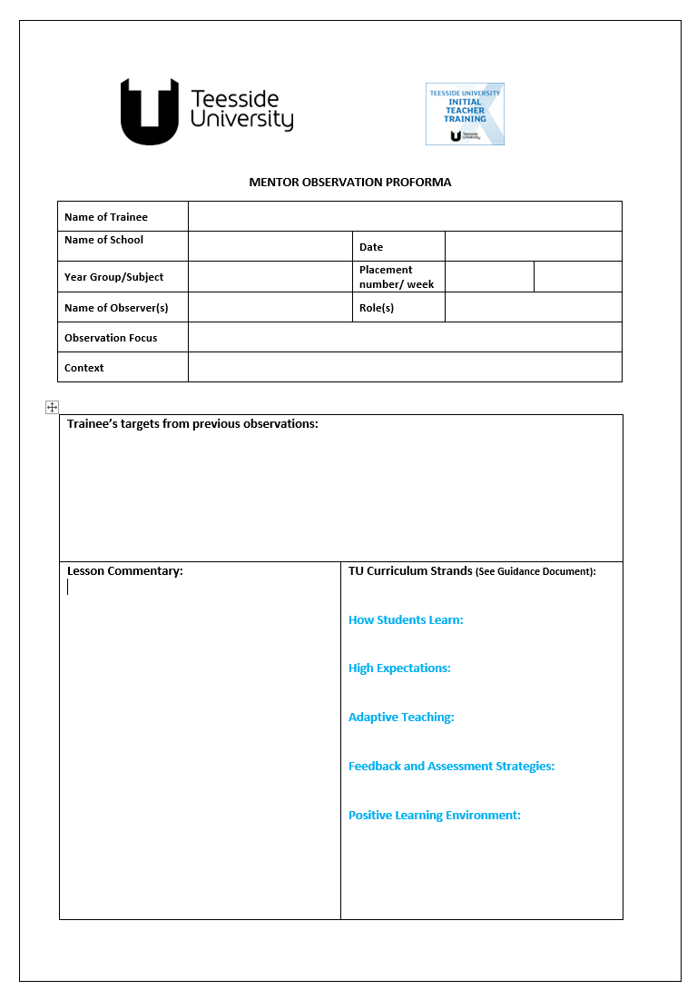 Teesside
University
TEESSIDE UNIVERSITY
INITIAL
TEACHER
TRAINING
Teesside
University
MENTOR OBSERVATION PROFORMA
Name of Trainee
Name of School
Date
Year Group/Subject
Placement
number/ week
Name of Observer(s)
Role(s)
Observation Focus
Context
Trainee’s targets from previous observations:
Lesson Commentary:
TU Curriculum Strands (See Guidance Document):
How Students Learn:
High Expectations:
Adaptive Teaching:
Feedback and Assessment Strategies:
Positive Learning Environment: